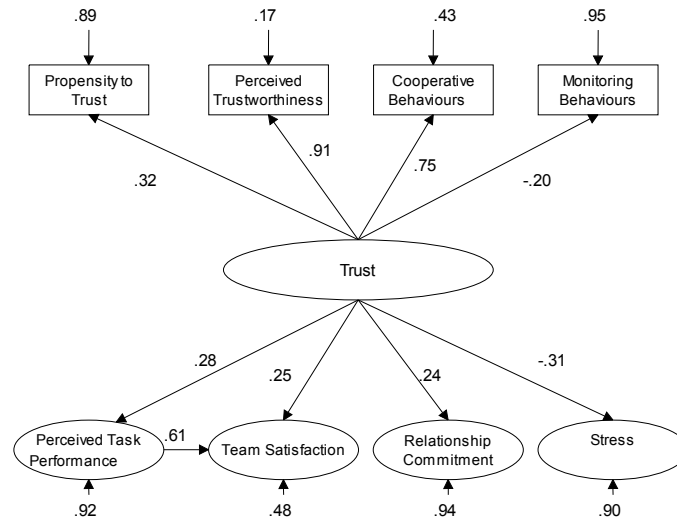 .89
.17
.43
.95
Propensity to
Trust
Perceived
Trustworthiness
Cooperative
Behaviours
Monitoring
Behaviours
.32
.91
.75
-.20
Trust
.28
.25
.24
-.31
Perceived Task
Performance
.61
Team Satisfaction
Relationship
Commitment
Stress
.92
.48
.94
.90